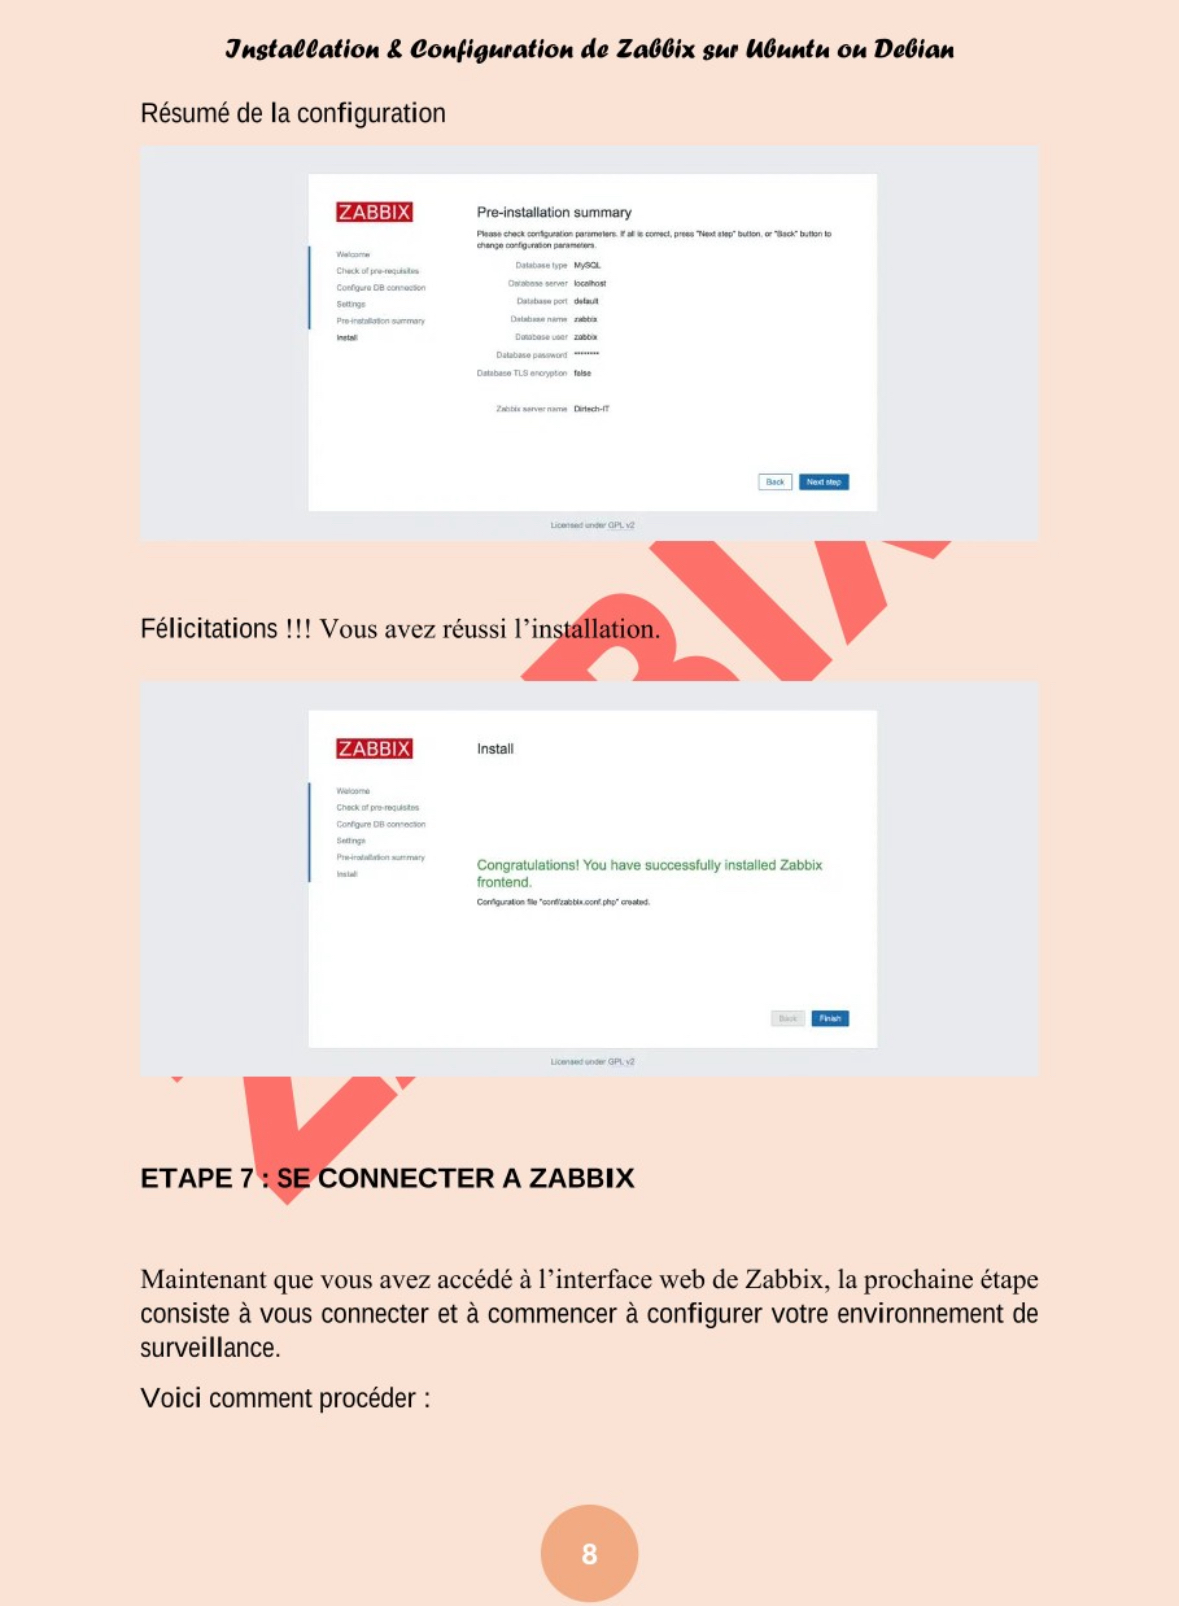 Installation & Configuration de Zabbix sur Ubuntu ou Debian
Résumé de la configuration
ZABBIX
Welcome
Check of pre-requisites
Configure DB connection
Settings
Pre-installation summary
Install
Pre-installation summary
Please check configuration parameters. If all is correct, press "Next step" button, or "Back" button to
change configuration parameters.
Database type MySQL
Database server localhost
Database port default
Database name zabbix
Database user zabbix
Database password ********
Database TLS encryption false
Zabbix server name Dirtech-IT
Back Next step
Licensed under GPL v2
Félicitations !!! Vous avez réussi l’installation.
ZABBIX
Welcome
Check of pre-requisites
Configure DB connection
Settings
Pre-installation summary
Install
Install
Congratulations! You have successfully installed Zabbix
frontend.
Configuration file "conf/zabbix.conf.php" created.
Back Finish
Licensed under GPL v2
ETAPE 7 : SE CONNECTER A ZABBIX
Maintenant que vous avez accédé à l’interface web de Zabbix, la prochaine étape
consiste à vous connecter et à commencer à configurer votre environnement de
surveillance.
Voici comment procéder :
8